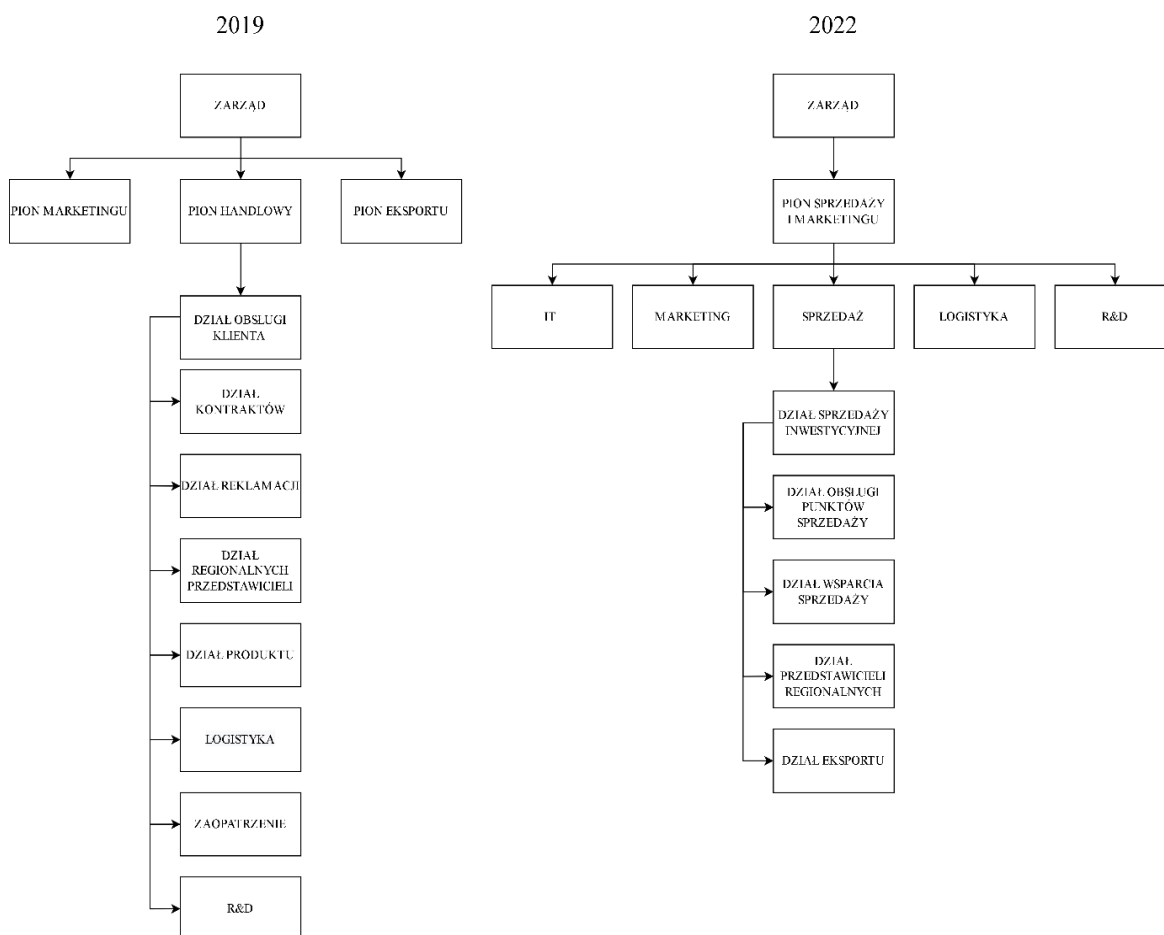 2019
ZARZĄD
PION MARKETINGU
PION HANDLOWY
PION EKSPORTU
DZIAŁ OBSŁUGI
KLIENTA
DZIAŁ
KONTRAKTÓW
DZIAŁ REKLAMACJI
DZIAŁ
REGIONALNYCH
PRZEDSTAWICIELI
DZIAŁ PRODUKTU
LOGISTYKA
ZAOPATRZENIE
R&D
2022
ZARZĄD
PION SPRZEDAŻY
I MARKETINGU
IT
MARKETING
SPRZEDAŻ
LOGISTYKA
R&D
DZIAŁ SPRZEDAŻY
INWESTYCYJNEJ
DZIAŁ OBSŁUGI
PUNKTÓW
SPRZEDAŻY
DZIAŁ WSPARCIA
SPRZEDAŻY
DZIAŁ
PRZEDSTAWICIELI
REGIONALNYCH
DZIAŁ EKSPORTU